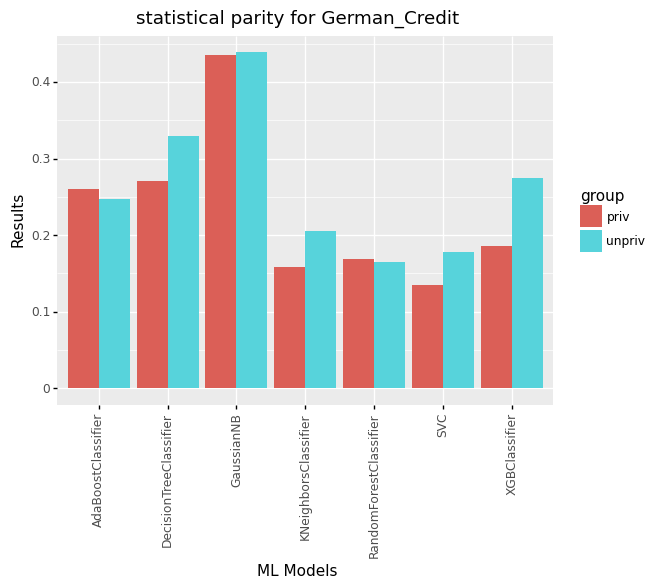 statistical parity for German_Credit
Results
0.4
0.3
0.2
0.1
0
AdaBoostClassifier
DecisionTreeClassifier
GaussianNB
KNeighborsClassifier
RandomForestClassifier
SVC
XGBClassifier
ML Models
group
priv
unpriv